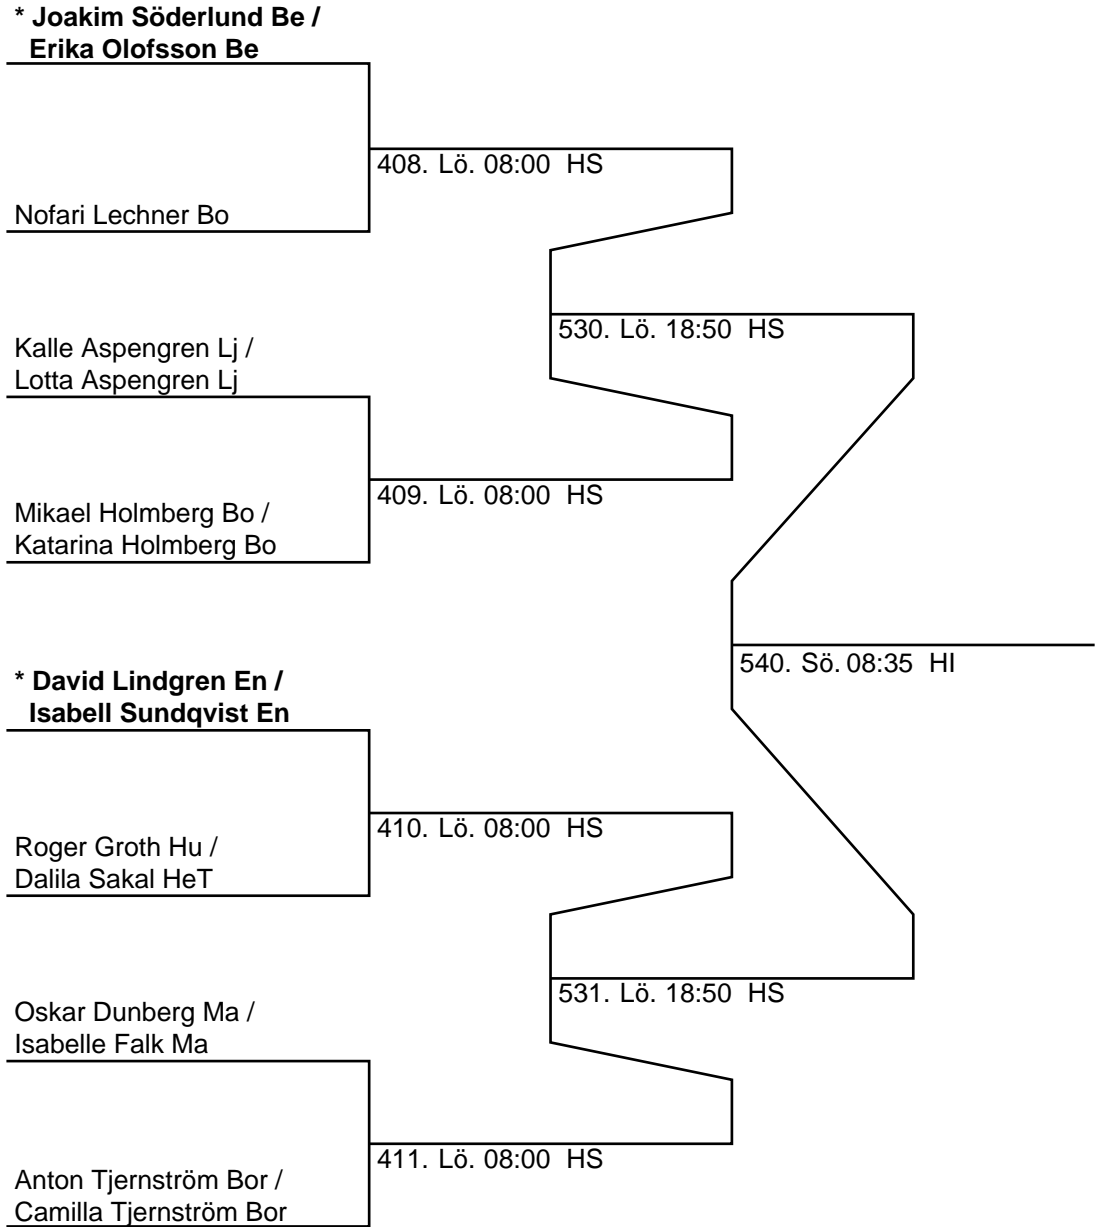 * Joakim Söderlund Be /
Erika Olofsson Be
408. Lö. 08:00 HS
Nofari Lechner Bo
530. Lö. 18:50 HS
Kalle Aspengren Lj /
Lotta Aspengren Lj
409. Lö. 08:00 HS
Mikael Holmberg Bo /
Katarina Holmberg Bo
540. Sö. 08:35 HI
* David Lindgren En /
Isabell Sundqvist En
410. Lö. 08:00 HS
Roger Groth Hu /
Dalila Sakal HeT
531. Lö. 18:50 HS
Oskar Dunberg Ma /
Isabelle Falk Ma
411. Lö. 08:00 HS
Anton Tjernström Bor /
Camilla Tjernström Bor